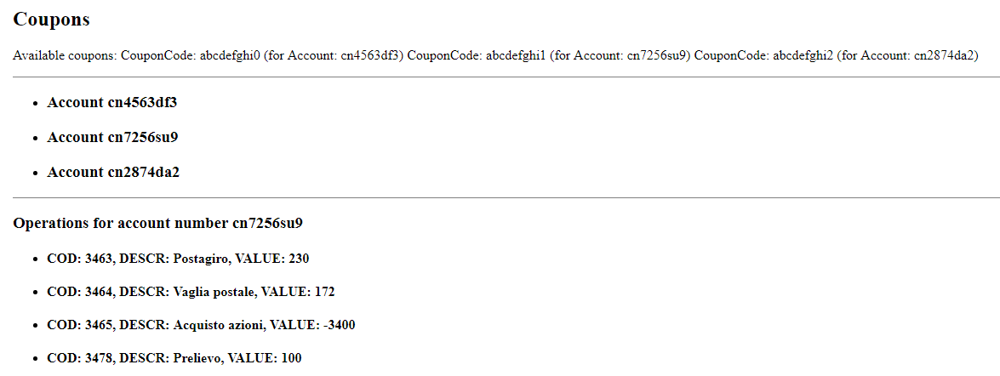 Coupons
Available coupons: CouponCode: abcdefghi0 (for Account: cn4563df3) CouponCode: abcdefghi1 (for Account: cn7256su9) CouponCode: abcdefghi2 (for Account: cn2874da2)
• Account cn4563df3
• Account cn7256su9
• Account cn2874da2
Operations for account number cn7256su9
• COD: 3463, DESCR: Postagiro, VALUE: 230
• COD: 3464, DESCR: Vaglia postale, VALUE: 172
• COD: 3465, DESCR: Acquisto azioni, VALUE: -3400
• COD: 3478, DESCR: Prelievo, VALUE: 100